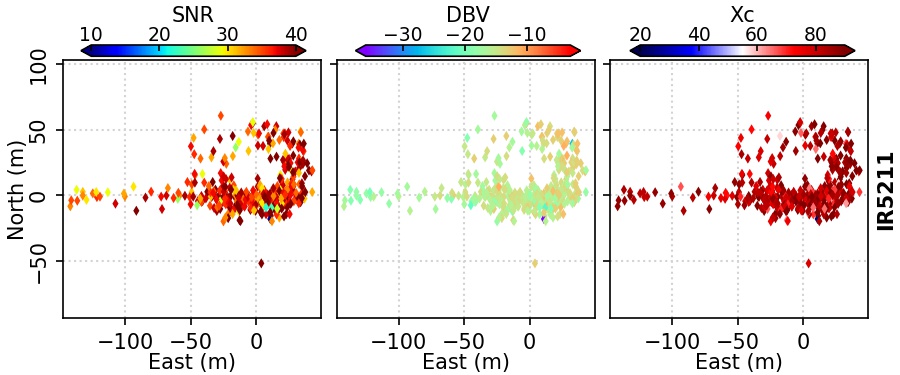 SNR DBV Xc
10 20 30 40 −30 −20 −10 20 40 60 80
100
50
0
−50
North (m)
IR5211
−100 −50 0 −100 −50 0 −100 −50 0
East (m) East (m) East (m)